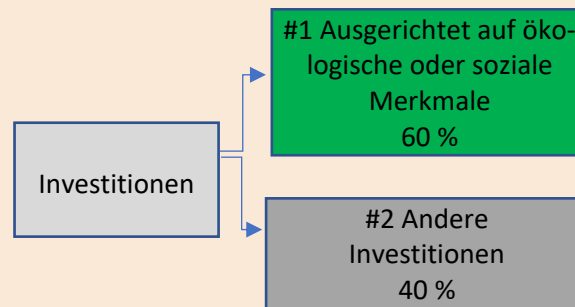 #1 Ausgerichtet auf öko-
logische oder soziale
Merkmale
60 %
Investitionen
#2 Andere
Investitionen
40 %